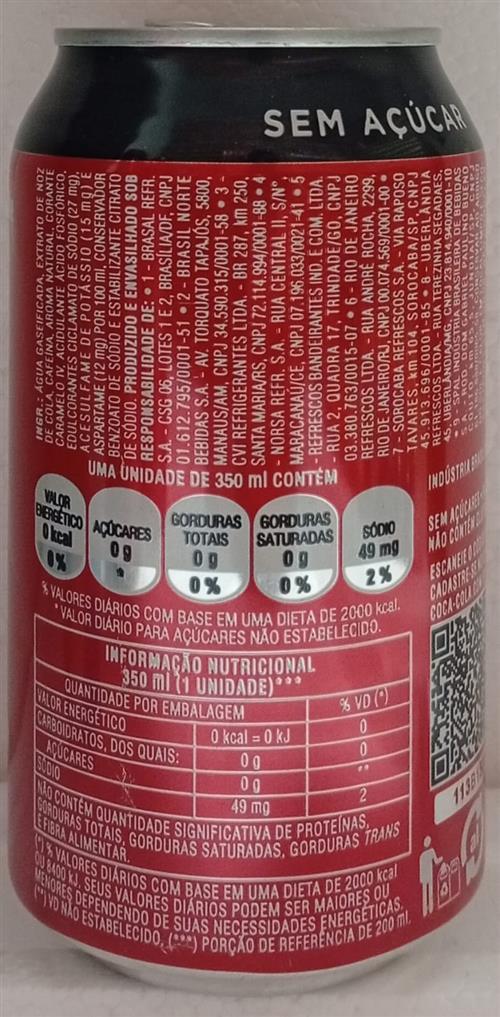 SEM AÇÚCAR
INGR.: ÁGUA GASEIFICADA, EXTRATO DE NOZ
DE COLA, CAFEÍNA, AROMA NATURAL, CORANTE
CARAMELO IV, ACIDULANTE ÁCIDO FOSFÓRICO,
EDULCORANTES CICLAMATO DE SÓDIO (27 mg),
ACESULFAME DE POTÁSSIO (15 mg) E
ASPARTAME (12 mg) POR 100 ml, CONSERVADOR
BENZOATO DE SÓDIO E ESTABILIZANTE CITRATO
DE SÓDIO. PRODUZIDO E ENVASILHADO SOB
RESPONSABILIDADE DE: • 1 - BRASAL REFR.
S.A. - QSG 06, LOTES 1 E 2, BRASÍLIA/DF, CNPJ
01.612.795/0001-51 • 2 - BRASIL NORTE
BEBIDAS S.A. - AV. TORQUATO TAPAJÓS, 5800,
MANAUS/AM, CNPJ 34.590.315/0001-58 • 3 -
CVI REFRIGERANTES LTDA. - BR 287, km 250,
SANTA MARIA/RS, CNPJ 72.114.994/0001-88 • 4
- NORSA REFR. S.A. - RUA CENTRAL II, S/Nº
MARACANAÚ/CE, CNPJ 07.196.033/0021-41 • 5
- REFRESCOS BANDEIRANTES IND. E COM. LTDA.
- RUA 2, QUADRA 17, TRINDADE/GO, CNPJ
03.380.763/0015-07 • 6 - RIO DE JANEIRO
REFRESCOS LTDA. - RUA ANDRÉ ROCHA, 2299,
RIO DE JANEIRO/RJ, CNPJ 00.074.569/0001-00 •
7 - SOROCABA REFRESCOS S.A. - VIA RAPOSO
TAVARES, km 104, SOROCABA/SP, CNPJ
45.913.696/0001-85 • 8 - UBERLÂNDIA
REFRESCOS
UBERLÂNDIA/MG, CNPJ
• 9 - SPAL INDÚSTRIA BRASILEIRA DE BEBIDAS
INDÚSTRIA
UMA UNIDADE DE 350 ml CONTÉM
VALOR ENERGÉTICO 0 kcal 0%
AÇÚCARES 0 g *
GORDURAS TOTAIS 0 g 0%
GORDURAS SATURADAS 0 g 0%
SÓDIO 49 mg 2%
% VALORES DIÁRIOS COM BASE EM UMA DIETA DE 2000 kcal.
* VALOR DIÁRIO PARA AÇÚCARES NÃO ESTABELECIDO.
INFORMAÇÃO NUTRICIONAL
350 ml (1 UNIDADE)***
QUANTIDADE POR EMBALAGEM % VD (*)
VALOR ENERGÉTICO 0 kcal = 0 kJ 0
CARBOIDRATOS, DOS QUAIS: 0 g 0
AÇÚCARES 0 g **
SÓDIO 49 mg 2
NÃO CONTÉM QUANTIDADE SIGNIFICATIVA DE PROTEÍNAS,
GORDURAS TOTAIS, GORDURAS SATURADAS, GORDURAS TRANS
E FIBRA ALIMENTAR.
(*) % VALORES DIÁRIOS COM BASE EM UMA DIETA DE 2000 kcal
OU 8400 kJ. SEUS VALORES DIÁRIOS PODEM SER MAIORES OU
MENORES DEPENDENDO DE SUAS NECESSIDADES ENERGÉTICAS.
(**) VD NÃO ESTABELECIDO. (***) PORÇÃO DE REFERÊNCIA DE 200 ml.
SEM AÇÚCARES
NÃO CONTÉM
ESCANEIE O
CADASTRE-SE
COCA-COLA
al